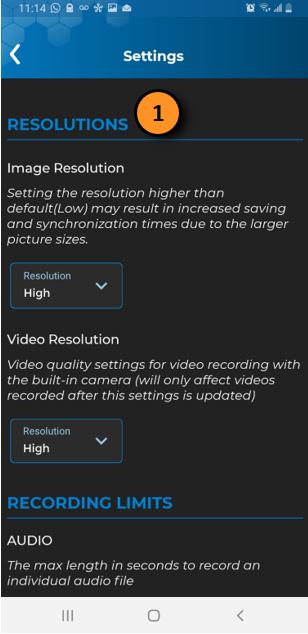 11:14
Settings
RESOLUTIONS
1
Image Resolution
Setting the resolution higher than
default(Low) may result in increased saving
and synchronization times due to the larger
picture sizes.
Resolution
High
Video Resolution
Video quality settings for video recording with
the built-in camera (will only affect videos
recorded after this settings is updated)
Resolution
High
RECORDING LIMITS
AUDIO
The max length in seconds to record an
individual audio file